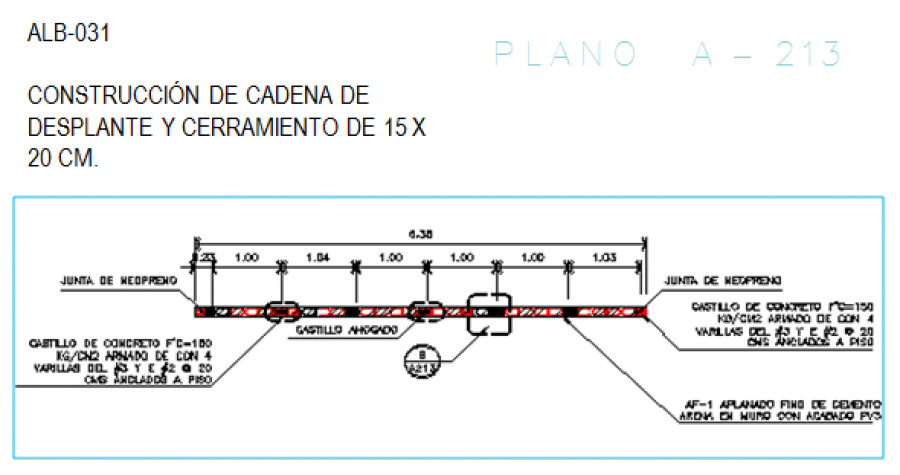 ALB-031
PLANO A-213
CONSTRUCCIÓN DE CADENA DE
DESPLANTE Y CERRAMIENTO DE 15 X
20 CM.
6.38
.23 1.00 1.04 1.00 1.00 1.00 1.03
JUNTA DE NEOPRENO
JUNTA DE NEOPRENO
CASTILLO DE CONCRETO F'C=150
KG/CM2 ARMADO DE CON 4
VARILLAS DEL #3 Y E #2 @ 20
CMS ANCLADOS A PISO
CASTILLO AHOGADO
CASTILLO DE CONCRETO F'C=150
KG/CM2 ARMADO DE CON 4
VARILLAS DEL #3 Y E #2 @ 20
CMS ANCLADOS A PISO
A213
AF-1 APLANADO FINO DE CEMENTO
ARENA EN MURO CON ACABADO